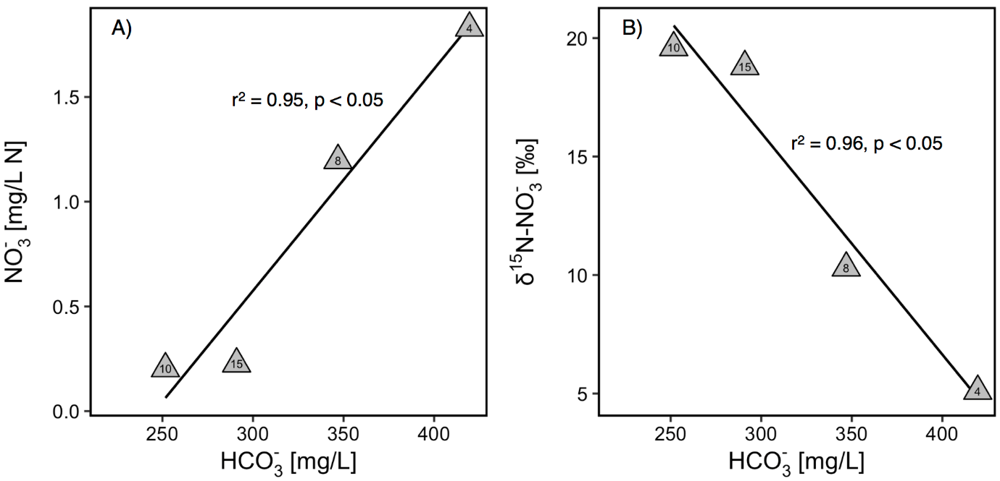 A)
r² = 0.95, p < 0.05
4
8
10
15
1.5
1.0
0.5
0.0
NO₃⁻ [mg/L N]
250 300 350 400
HCO₃⁻ [mg/L]
B)
r² = 0.96, p < 0.05
10
15
8
4
20
15
10
5
δ¹⁵N-NO₃⁻ [‰]
250 300 350 400
HCO₃⁻ [mg/L]